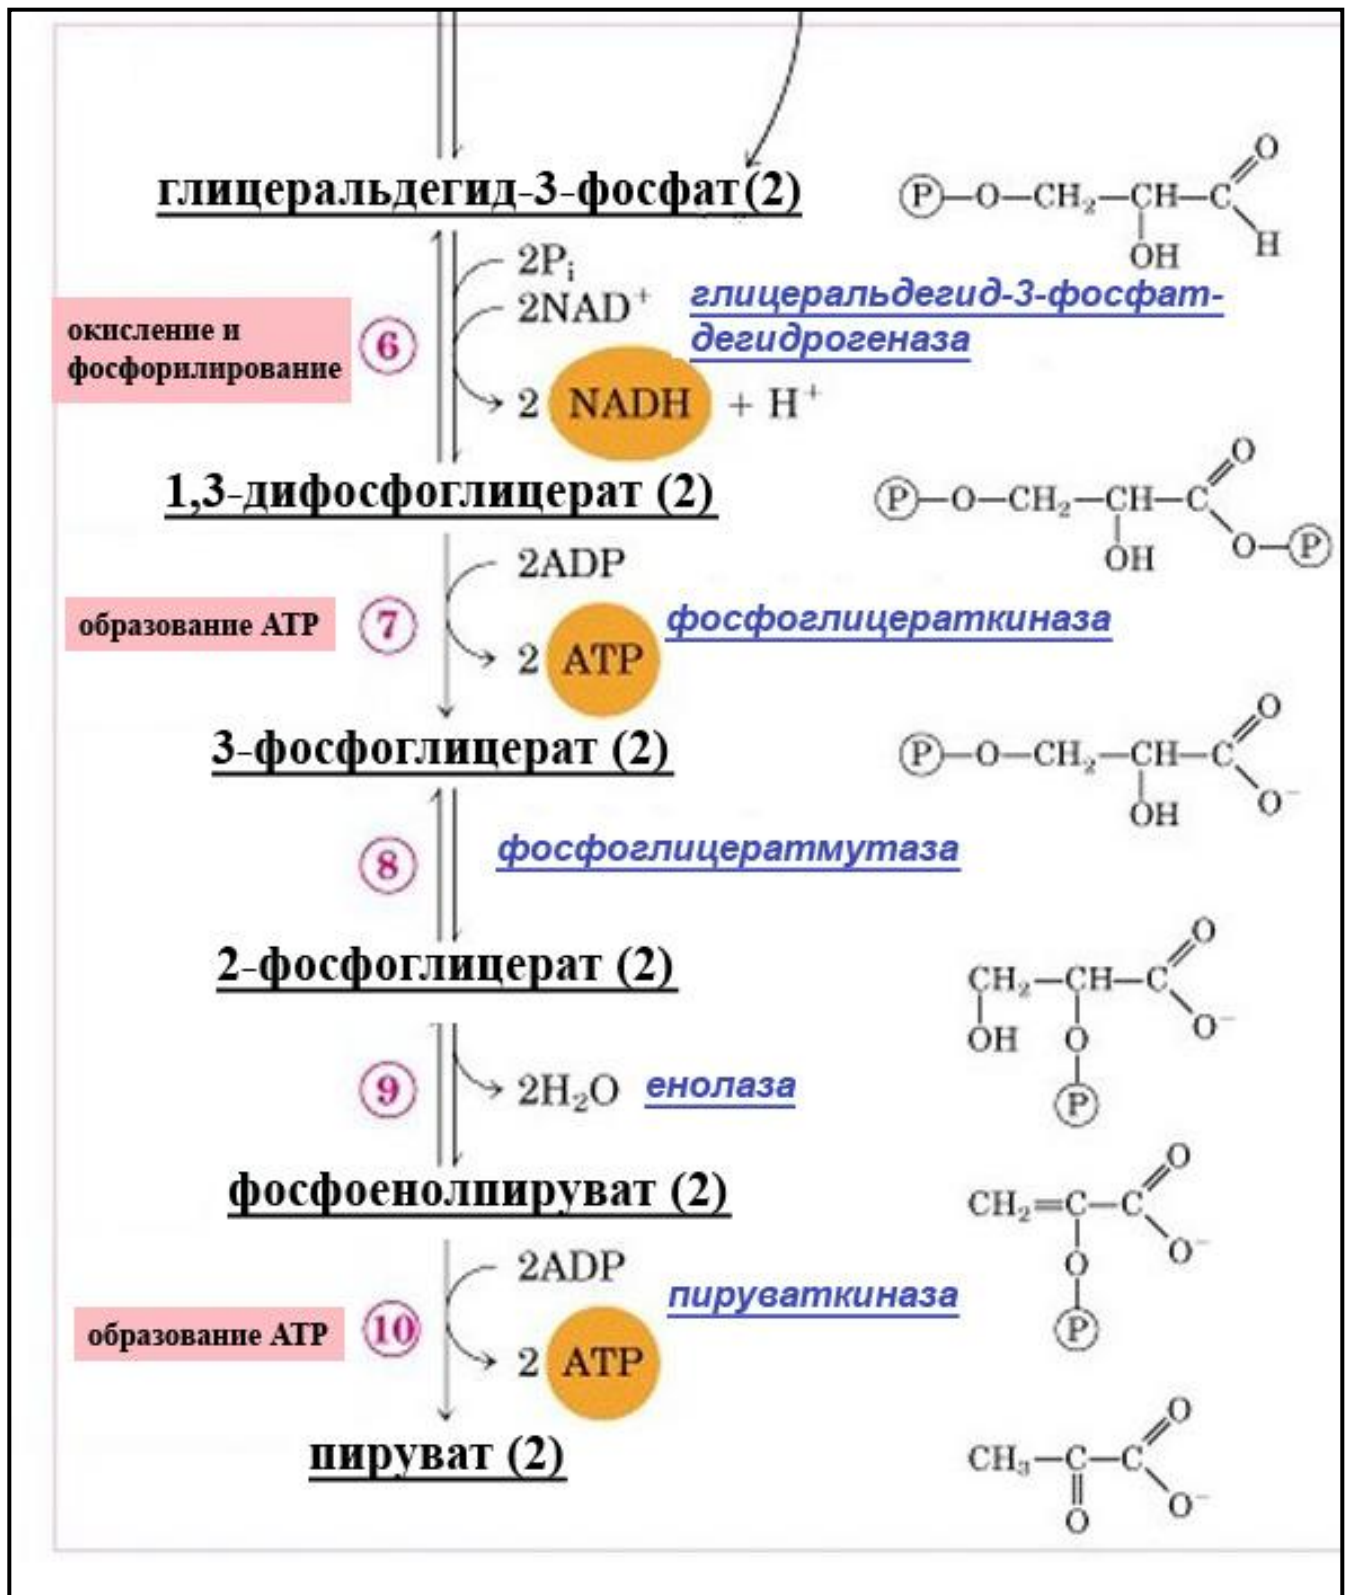 глицеральдегид-3-фосфат(2)
P—O—CH₂—CH—C
O
H
OH
2Pᵢ
2NAD⁺
глицеральдегид-3-фосфат-
дегидрогеназа
окисление и
фосфорилирование
6
2 NADH + H⁺
1,3-дифосфоглицерат (2)
P—O—CH₂—CH—C
O
OH
O—P
2ADP
образование АТР
7
2 ATP
фосфоглицераткиназа
3-фосфоглицерат (2)
P—O—CH₂—CH—C
O
OH
O⁻
8
фосфоглицератмутаза
2-фосфоглицерат (2)
CH₂—CH—C
O
O⁻
OH
O
P
9
2H₂O
енолаза
фосфоенолпируват (2)
CH₂=C—C
O
O⁻
O
P
2ADP
образование АТР
10
2 ATP
пируваткиназа
пируват (2)
CH₃—C—C
O
O⁻
O